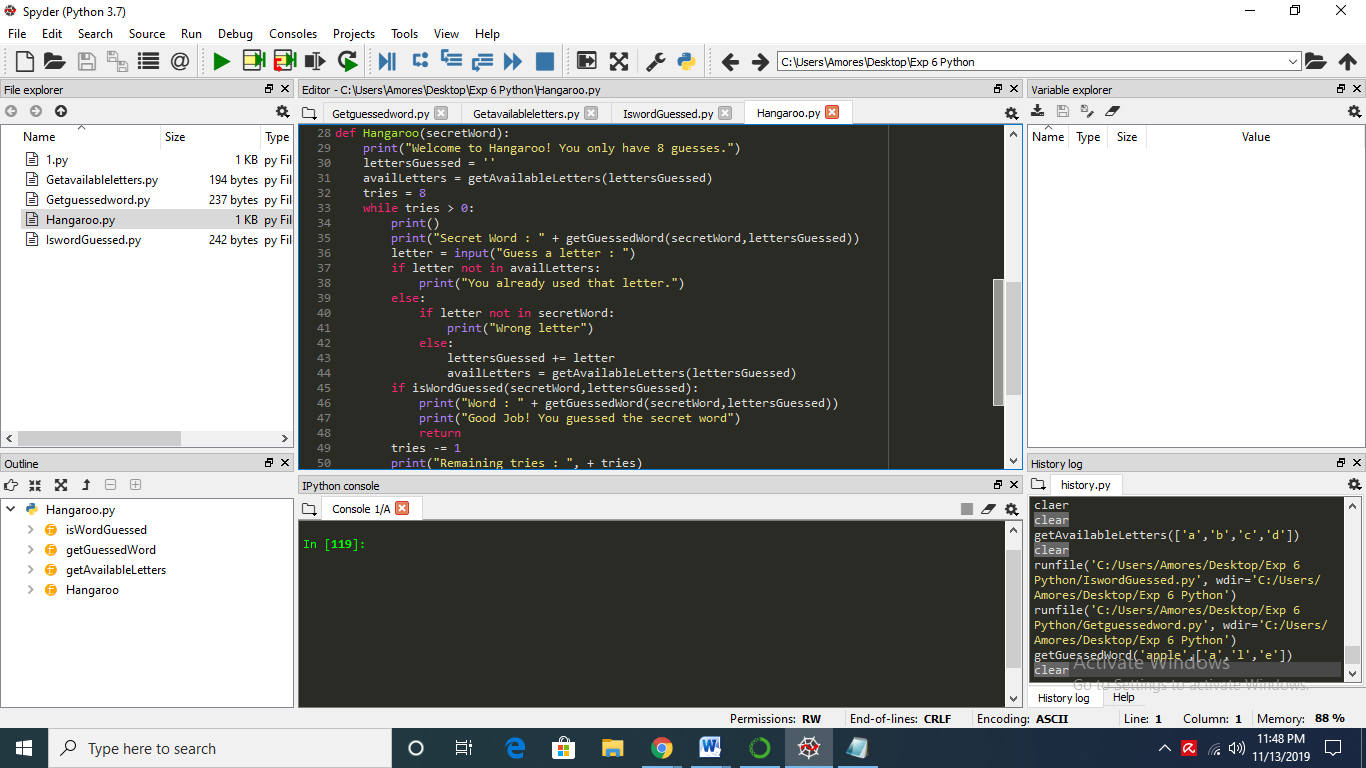 Spyder (Python 3.7)
File Edit Search Source Run Debug Consoles Projects Tools View Help
C:\Users\Amores\Desktop\Exp 6 Python
File explorer
Name Size Type
1.py 1 KB py Fil
Getavailableletters.py 194 bytes py Fil
Getguessedword.py 237 bytes py Fil
Hangaroo.py 1 KB py Fil
IswordGuessed.py 242 bytes py Fil
Outline
Hangaroo.py
isWordGuessed
getGuessedWord
getAvailableLetters
Hangaroo
Editor - C:\Users\Amores\Desktop\Exp 6 Python\Hangaroo.py
Getguessedword.py Getavailableletters.py IswordGuessed.py Hangaroo.py
28 def Hangaroo(secretWord):
29     print("Welcome to Hangaroo! You only have 8 guesses.")
30     lettersGuessed = ''
31     availLetters = getAvailableLetters(lettersGuessed)
32     tries = 8
33     while tries > 0:
34         print()
35         print("Secret Word : " + getGuessedWord(secretWord,lettersGuessed))
36         letter = input("Guess a letter : ")
37         if letter not in availLetters:
38             print("You already used that letter.")
39         else:
40             if letter not in secretWord:
41                 print("Wrong letter")
42             else:
43                 lettersGuessed += letter
44                 availLetters = getAvailableLetters(lettersGuessed)
45         if isWordGuessed(secretWord,lettersGuessed):
46             print("Word : " + getGuessedWord(secretWord,lettersGuessed))
47             print("Good Job! You guessed the secret word")
48             return
49         tries -= 1
50         print("Remaining tries : ", + tries)
IPython console
Console 1/A
In [119]:
Variable explorer
Name Type Size Value
History log
history.py
claer
clear
getAvailableLetters(['a','b','c','d'])
clear
runfile('C:/Users/Amores/Desktop/Exp 6
Python/IswordGuessed.py', wdir='C:/Users/
Amores/Desktop/Exp 6 Python')
runfile('C:/Users/Amores/Desktop/Exp 6
Python/Getguessedword.py', wdir='C:/Users/
Amores/Desktop/Exp 6 Python')
getGuessedWord('apple',['a','l','e'])
clear
Activate Windows
Go to Settings to activate Windows.
History log Help
Permissions: RW End-of-lines: CRLF Encoding: ASCII Line: 1 Column: 1 Memory: 88 %
Type here to search
11:48 PM
11/13/2019